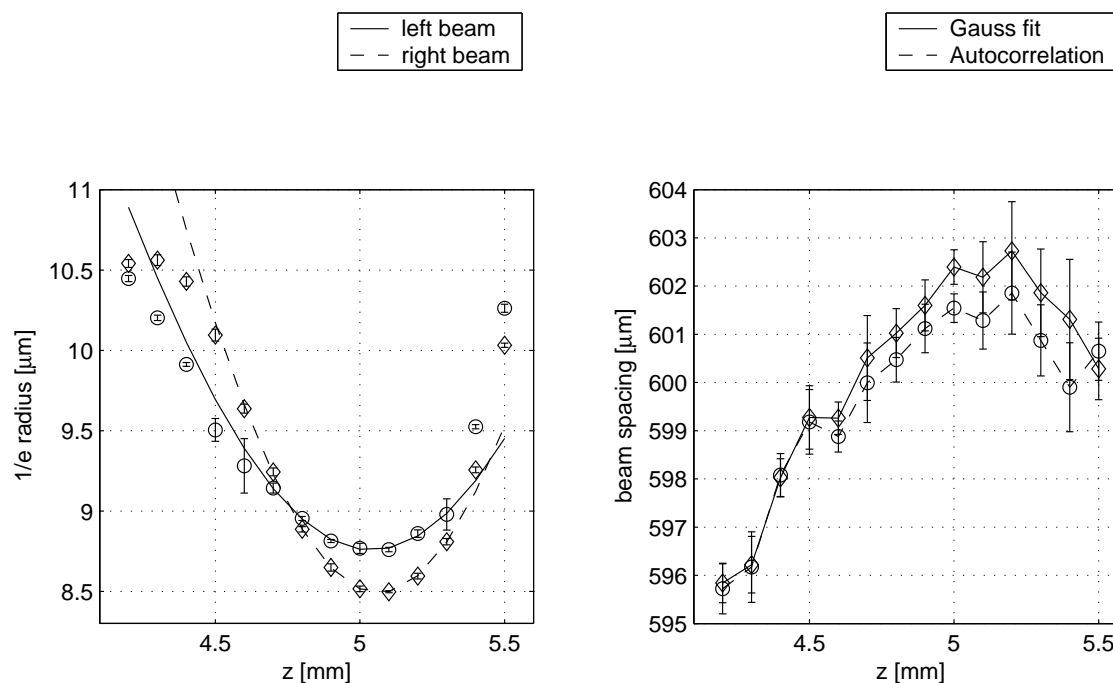 left beam
right beam
Gauss fit
Autocorrelation
11
10.5
10
9.5
9
8.5
1/e radius [μm]
4.5
5
5.5
z [mm]
604
603
602
601
600
599
598
597
596
595
beam spacing [μm]
4.5
5
5.5
z [mm]